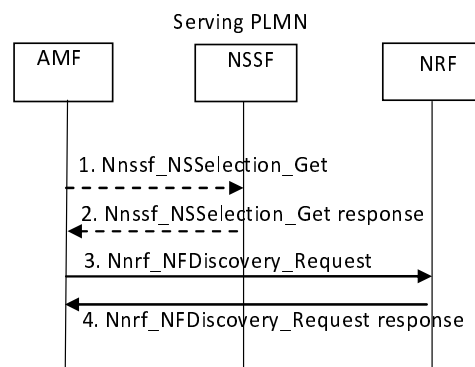 Serving PLMN
AMF
NSSF
NRF
1. Nnssf_NSSelection_Get
2. Nnssf_NSSelection_Get response
3. Nnrf_NFDiscovery_Request
4. Nnrf_NFDiscovery_Request response